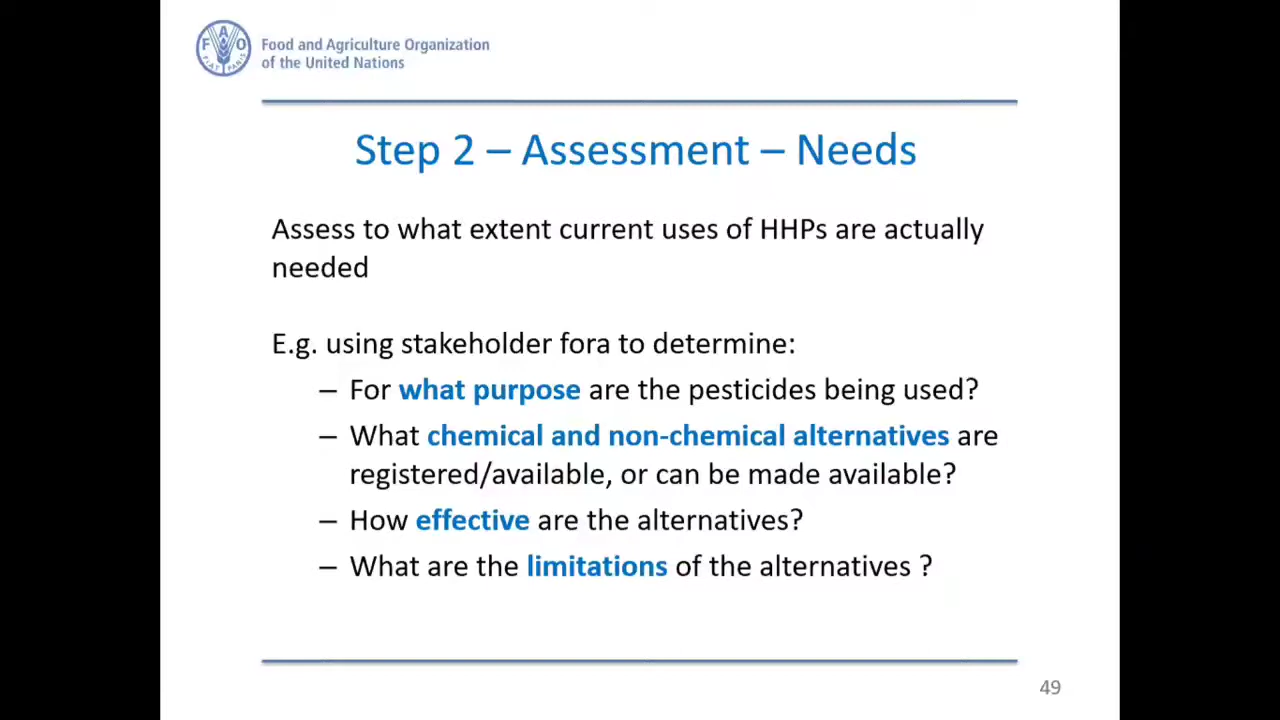 FAO
FIAT PANIS
Food and Agriculture Organization
of the United Nations
Step 2 – Assessment – Needs
Assess to what extent current uses of HHPs are actually
needed
E.g. using stakeholder fora to determine:
– For what purpose are the pesticides being used?
– What chemical and non-chemical alternatives are
registered/available, or can be made available?
– How effective are the alternatives?
– What are the limitations of the alternatives ?
49